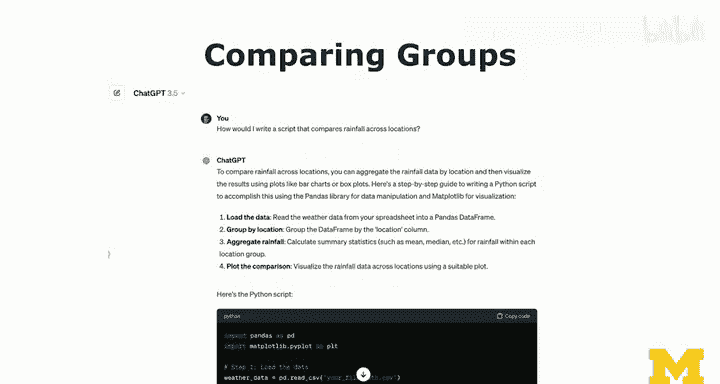 Comparing Groups
ChatGPT 3.5
You
How would I write a script that compares rainfall across locations?
ChatGPT
To compare rainfall across locations, you can aggregate the rainfall data by location and then visualize
the results using plots like bar charts or box plots. Here's a step-by-step guide to writing a Python script
to accomplish this using the Pandas library for data manipulation and Matplotlib for visualization:
1. Load the data: Read the weather data from your spreadsheet into a Pandas DataFrame.
2. Group by location: Group the DataFrame by the 'location' column.
3. Aggregate rainfall: Calculate summary statistics (such as mean, median, etc.) for rainfall within each
location group.
4. Plot the comparison: Visualize the rainfall data across locations using a suitable plot.
Here's the Python script:
python
Copy code
import pandas as pd
import matplotlib.pyplot as plt
# Step 1: Load the data
weather_data = pd.read_csv(
M